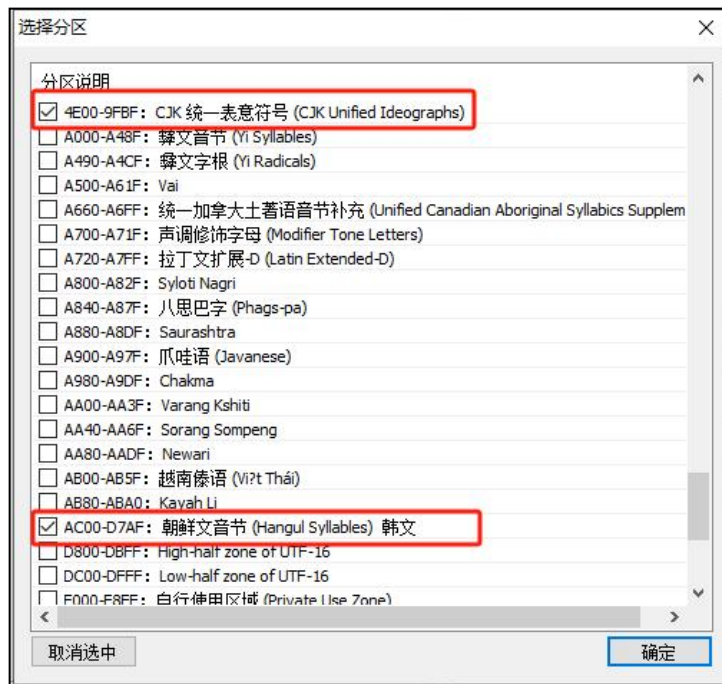 选择分区
分区说明
4E00-9FBF：CJK 统一表意符号 (CJK Unified Ideographs)
A000-A48F：彝文音节 (Yi Syllables)
A490-A4CF：彝文字根 (Yi Radicals)
A500-A61F：Vai
A660-A6FF：统一加拿大土著语音节补充 (Unified Canadian Aboriginal Syllabics Supplem
A700-A71F：声调修饰字母 (Modifier Tone Letters)
A720-A7FF：拉丁文扩展-D (Latin Extended-D)
A800-A82F：Syloti Nagri
A840-A87F：八思巴字 (Phags-pa)
A880-A8DF：Saurashtra
A900-A97F：爪哇语 (Javanese)
A980-A9DF：Chakma
AA00-AA3F：Varang Kshiti
AA40-AA6F：Sorang Sompeng
AA80-AADF：Newari
AB00-AB5F：越南傣语 (Vi?t Thái)
AB80-ABA0：Kayah Li
AC00-D7AF：朝鲜文音节 (Hangul Syllables) 韩文
D800-DBFF：High-half zone of UTF-16
DC00-DFFF：Low-half zone of UTF-16
E000-F8FF：自行使用区域 (Private Use Zone)
取消选中
确定